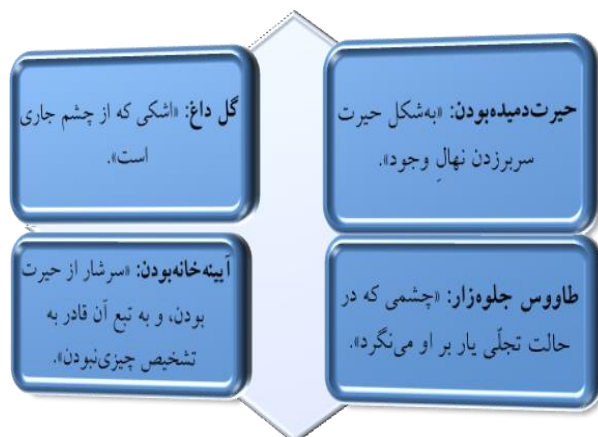 حیرت‌دمیده‌بودن: «به‌شکل حیرت
سربرزدن نهالِ وجود».
گل داغ: «اشکی که از چشم جاری
است».
طاووس جلوه‌زار: «چشمی که در
حالت تجلّی یار بر او می‌نگرد».
آیینه‌خانه‌بودن: «سرشار از حیرت
بودن، و به تبع آن قادر به
تشخیص چیزی‌نبودن».